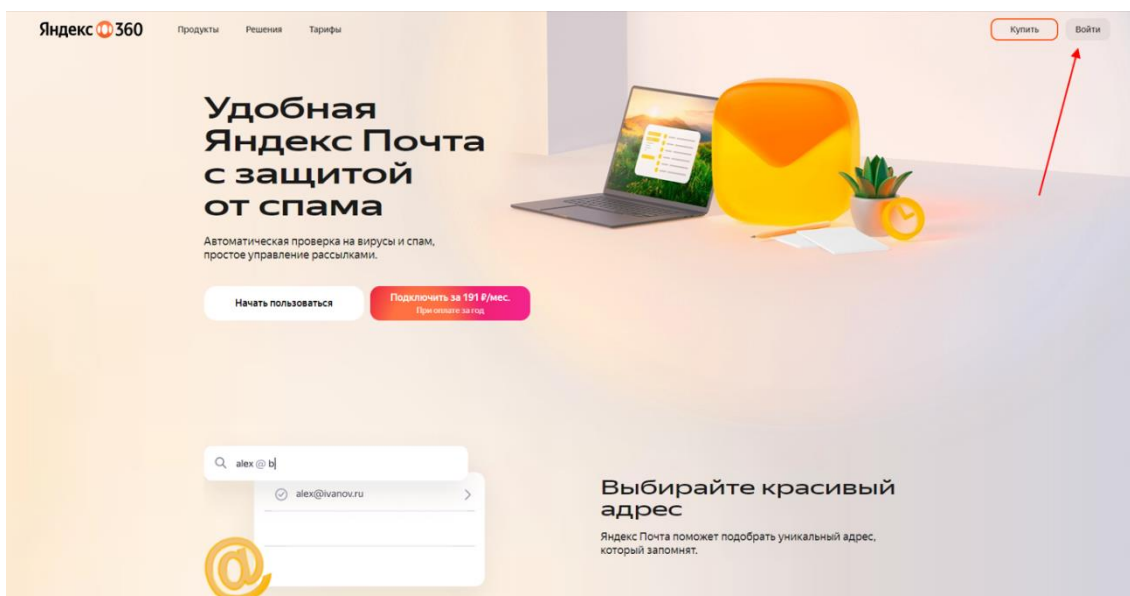 Яндекс 360
Продукты
Решения
Тарифы
Купить
Войти
Удобная
Яндекс Почта
с защитой
от спама
Автоматическая проверка на вирусы и спам,
простое управление рассылками.
Начать пользоваться
Подключить за 191 ₽/мес.
При оплате за год
alex @ b
alex@ivanov.ru
@
Выбирайте красивый
адрес
Яндекс Почта поможет подобрать уникальный адрес,
который запомнят.